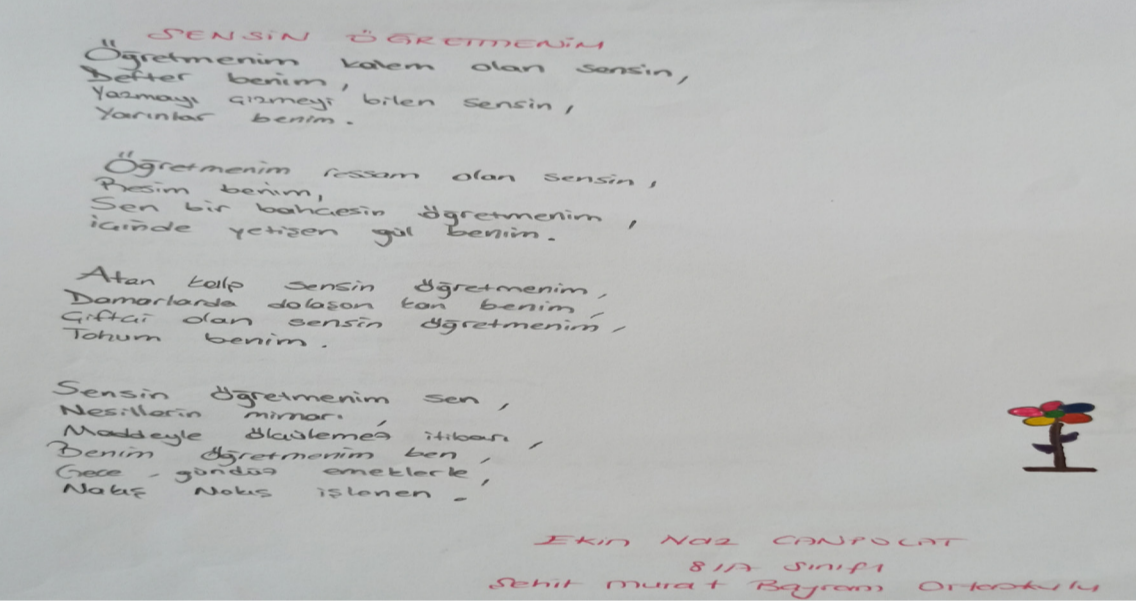 SENSİN ÖĞRETMENİM
Öğretmenim kalem olan sensin,
Defter benim,
Yazmayı çizmeyi bilen sensin,
Yarınlar benim.
Öğretmenim ressam olan sensin,
Resim benim,
Sen bir bahçesin öğretmenim,
içinde yetişen gül benim.
Atan kalp sensin öğretmenim,
Damarlarda dolaşan kan benim,
Çiftçi olan sensin öğretmenim,
Tohum benim.
Sensin öğretmenim sen,
Nesillerin mimarı,
Maddeyle ölçülemez itibarı,
Benim öğretmenim ben,
Gece, gündüz emeklerle,
Nakış Nakış işlenen.
Ekin Naz CANPOLAT
8/A Sınıfı
Şehit Murat Bayram Ortaokulu